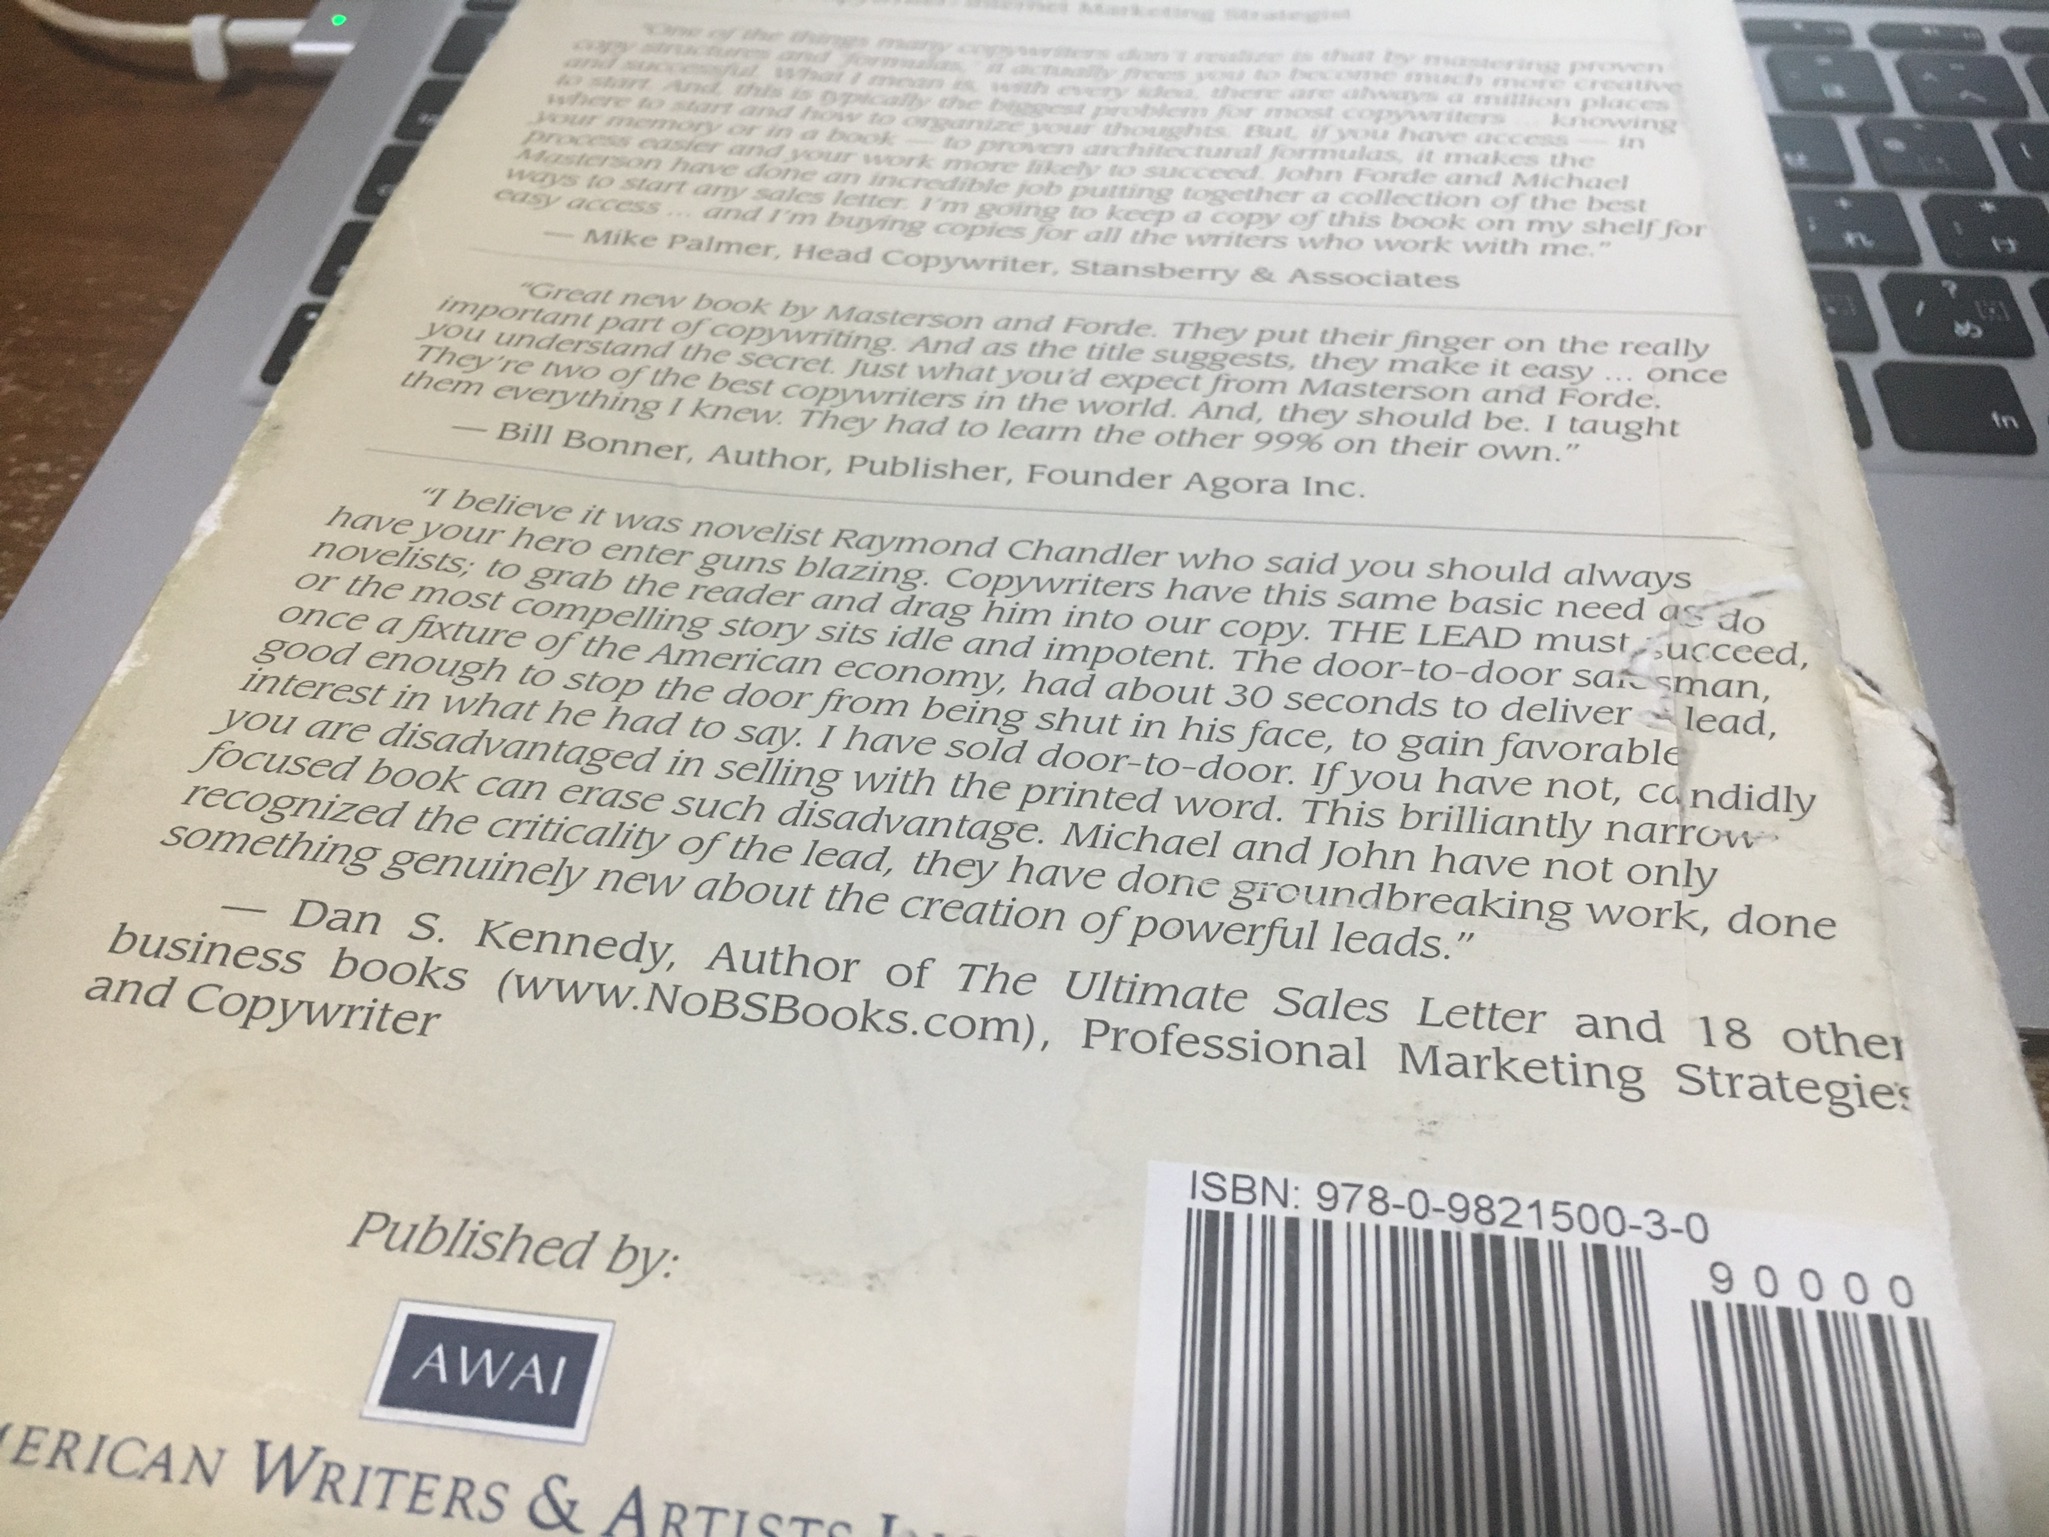 Internet Marketing Strategist
"One of the things many copywriters don't realize is that by mastering proven
copy structures and formulas, it actually frees you to become much more creative
and successful. What I mean is, with every idea, there are always a million places
to start. And, this is typically the biggest problem for most copywriters ... knowing
where to start and how to organize your thoughts. But, if you have access — in
your memory or in a book — to proven architectural formulas, it makes the
process easier and your work more likely to succeed. John Forde and Michael
Masterson have done an incredible job putting together a collection of the best
ways to start any sales letter. I'm going to keep a copy of this book on my shelf for
easy access ... and I'm buying copies for all the writers who work with me."
— Mike Palmer, Head Copywriter, Stansberry & Associates
"Great new book by Masterson and Forde. They put their finger on the really
important part of copywriting. And as the title suggests, they make it easy ... once
you understand the secret. Just what you'd expect from Masterson and Forde.
They're two of the best copywriters in the world. And, they should be. I taught
them everything I knew. They had to learn the other 99% on their own."
— Bill Bonner, Author, Publisher, Founder Agora Inc.
"I believe it was novelist Raymond Chandler who said you should always
have your hero enter guns blazing. Copywriters have this same basic need as do
novelists; to grab the reader and drag him into our copy. THE LEAD must succeed,
or the most compelling story sits idle and impotent. The door-to-door salesman,
once a fixture of the American economy, had about 30 seconds to deliver a lead,
good enough to stop the door from being shut in his face, to gain favorable
interest in what he had to say. I have sold door-to-door. If you have not, candidly
you are disadvantaged in selling with the printed word. This brilliantly narrow
focused book can erase such disadvantage. Michael and John have not only
recognized the criticality of the lead, they have done groundbreaking work, done
something genuinely new about the creation of powerful leads."
— Dan S. Kennedy, Author of The Ultimate Sales Letter and 18 other
business books (www.NoBSBooks.com), Professional Marketing Strategies
and Copywriter
Published by:
AWAI
MERICAN WRITERS & ARTISTS
ISBN: 978-0-9821500-3-0
90000
fn